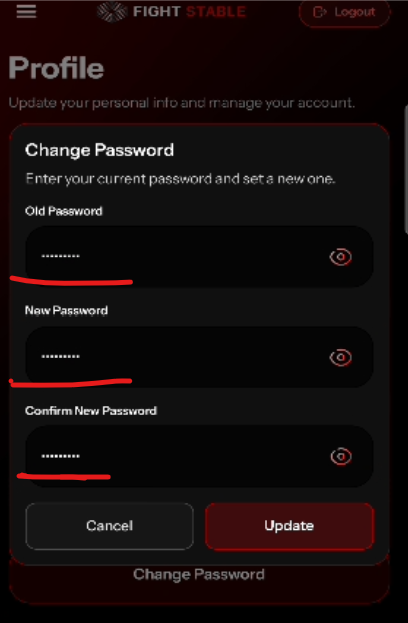 FIGHT STABLE
Logout
Profile
Update your personal info and manage your account.
Change Password
Enter your current password and set a new one.
Old Password
•••••••••
New Password
•••••••••
Confirm New Password
•••••••••
Cancel
Update
Change Password